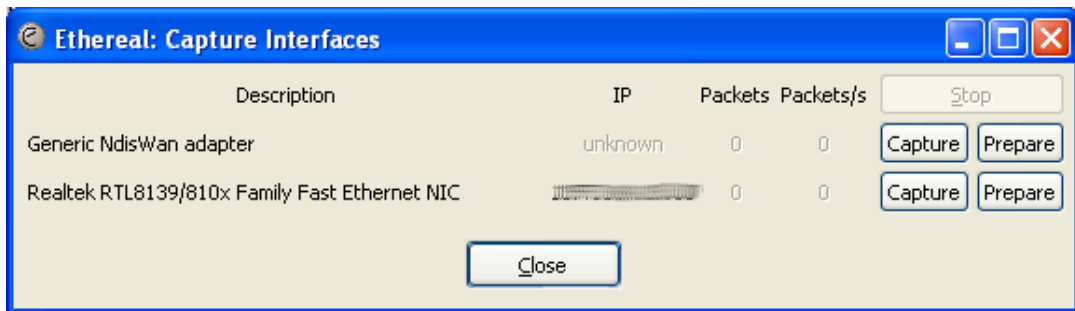 Ethereal: Capture Interfaces
Description IP Packets Packets/s Stop
Generic NdisWan adapter unknown 0 0 Capture Prepare
Realtek RTL8139/810x Family Fast Ethernet NIC 0 0 Capture Prepare
Close